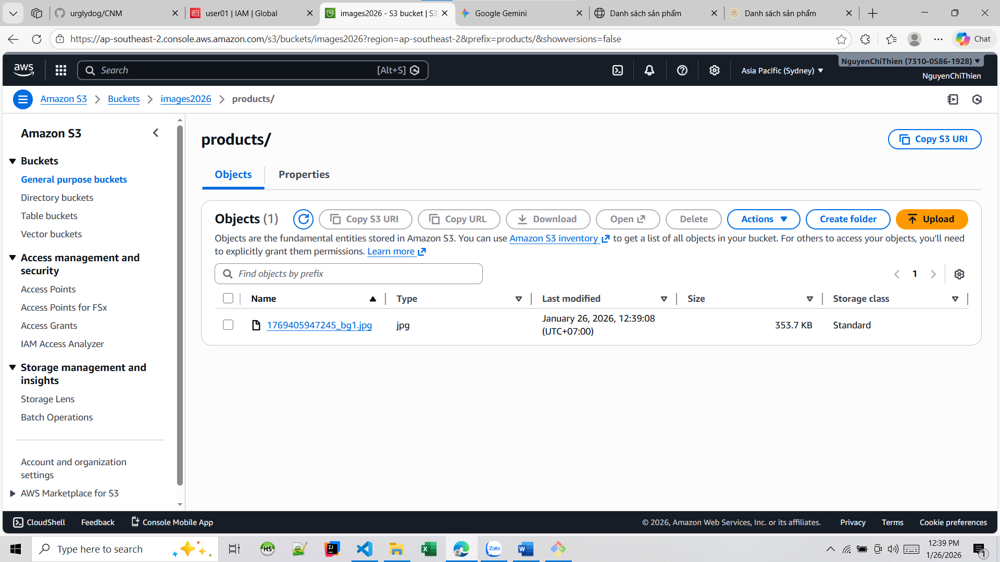 urglydog/CNM
user01 | IAM | Global
images2026 - S3 bucket | S3
Google Gemini
Danh sách sản phẩm
Danh sách sản phẩm
https://ap-southeast-2.console.aws.amazon.com/s3/buckets/images2026?region=ap-southeast-2&prefix=products/&showversions=false
Chat
aws
Search
[Alt+S]
Asia Pacific (Sydney)
NguyenChiThien (7310-0586-1928)
NguyenChiThien
Amazon S3
Buckets
images2026
products/
Amazon S3
Buckets
General purpose buckets
Directory buckets
Table buckets
Vector buckets
Access management and
security
Access Points
Access Points for FSx
Access Grants
IAM Access Analyzer
Storage management and
insights
Storage Lens
Batch Operations
Account and organization
settings
AWS Marketplace for S3
products/
Copy S3 URI
Objects
Properties
Objects (1)
Copy S3 URI
Copy URL
Download
Open
Delete
Actions
Create folder
Upload
Objects are the fundamental entities stored in Amazon S3. You can use Amazon S3 inventory to get a list of all objects in your bucket. For others to access your objects, you'll need
to explicitly grant them permissions. Learn more
Find objects by prefix
1
Name
Type
Last modified
Size
Storage class
1769405947245_bg1.jpg
jpg
January 26, 2026, 12:39:08
(UTC+07:00)
353.7 KB
Standard
CloudShell
Feedback
Console Mobile App
© 2026, Amazon Web Services, Inc. or its affiliates.
Privacy
Terms
Cookie preferences
Type here to search
HS
IJ
Zalo
12:39 PM
1/26/2026
1